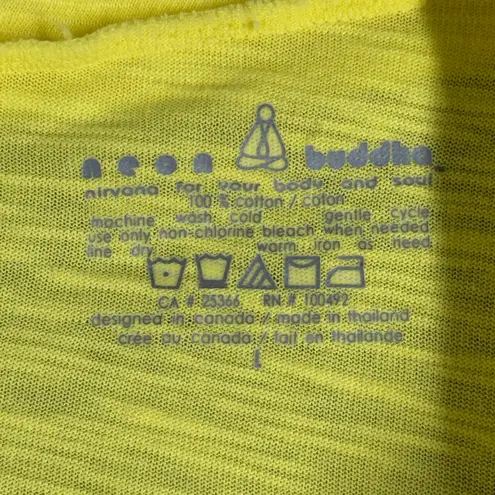 neon buddha
nirvana for your body and soul
100 % cotton / coton
machine wash cold gentle cycle
use only non-chlorine bleach when needed
line dry warm iron as need
CA # 25366 RN # 100492
designed in canada / made in thailand
crée au Canada / fait en thaïlande
L